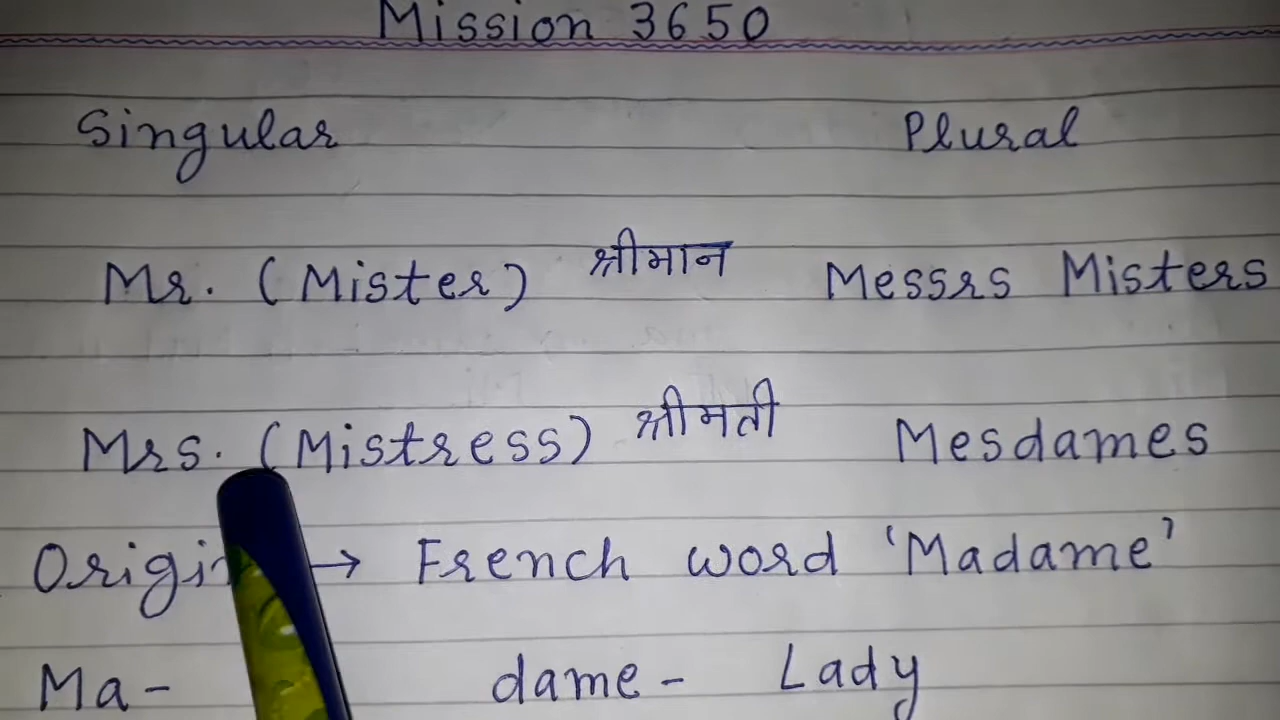 Mission 3650
Singular Plural
Mr. (Mister) श्रीमान Messrs Misters
Mrs. (Mistress) श्रीमती Mesdames
→ French word 'Madame'
Ma- dame- Lady